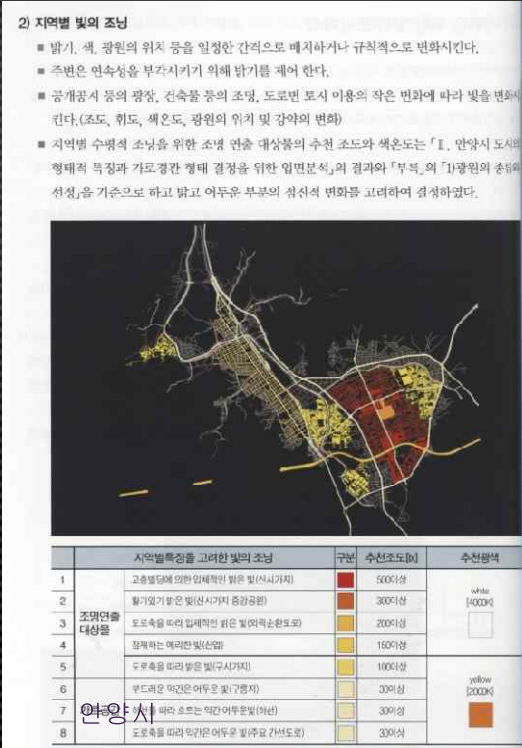 2) 지역별 빛의 조닝
■ 밝기, 색, 광원의 위치 등을 일정한 간격으로 배치하거나 규칙적으로 변화시킨다.
■ 주변은 연속성을 부각시키기 위해 밝기를 제어 한다.
■ 공개공지 등의 광장, 건축물 등의 조명, 도로면 표시 이용의 작은 변화에 따라 빛을 변화시
킨다.(조도, 휘도, 색온도, 광원의 위치 및 강약의 변화)
■ 지역별 수평적 조닝을 위한 조명 연출 대상물의 추천 조도와 색온도는 「Ⅱ. 안양시 도시의
형태적 특징과 가로경관 형태 결정을 위한 입면분석」의 결과와 「부록」의 「1)광원의 종류와
선정」을 기준으로 하고 밝고 어두운 부분의 점진적 변화를 고려하여 결정하였다.
지역별특징을 고려한 빛의 조닝 구분 추천조도[lx] 추천광색
1 고층빌딩에 의한 입체적인 밝은 빛(신시가지) 500이상
2 활기있기 밝은 빛(신시가지 중앙공원) 300이상
white
[4000K]
조명연출
대상물
3 도로축을 따라 입체적인 밝은 빛(외곽순환도로) 200이상
4 잠재하는 예리한 빛(산업) 150이상
5 도로축을 따라 밝은 빛(구시가지) 100이상
yellow
[2000K]
6 부드러운 약간은 어두운 빛(구릉지) 30이상
7 하천을 따라 흐르는 약간 어두운빛(하천) 30이상
안양시
8 도로축을 따라 약간은 어두운 빛(주요 간선도로) 30이상